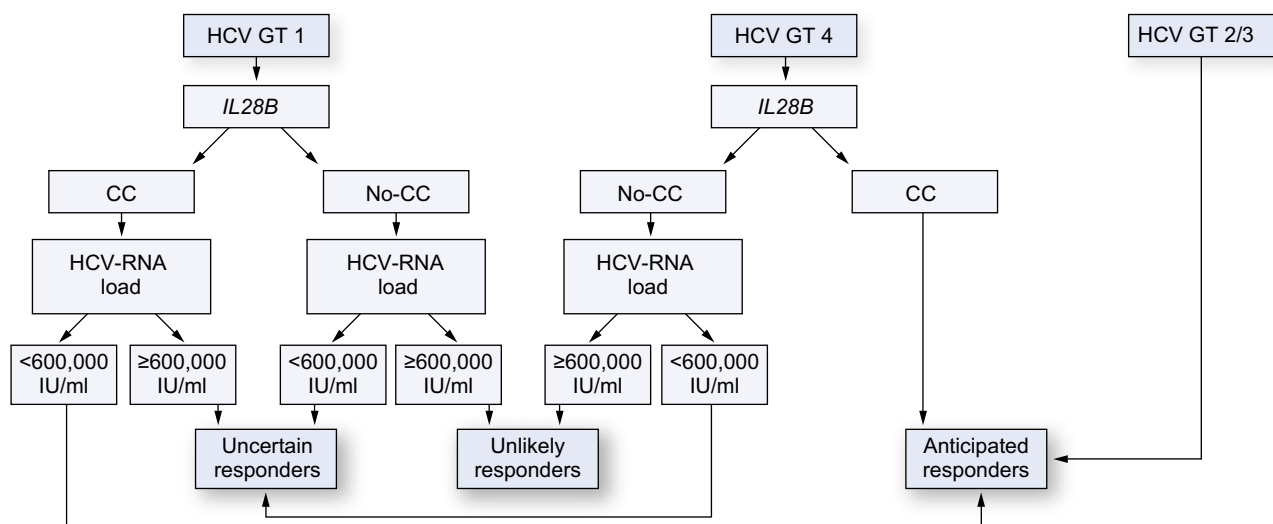 HCV GT 1
HCV GT 4
HCV GT 2/3
IL28B
IL28B
CC
No-CC
No-CC
CC
HCV-RNA
load
HCV-RNA
load
HCV-RNA
load
<600,000
IU/ml
≥600,000
IU/ml
<600,000
IU/ml
≥600,000
IU/ml
≥600,000
IU/ml
<600,000
IU/ml
Uncertain
responders
Unlikely
responders
Anticipated
responders